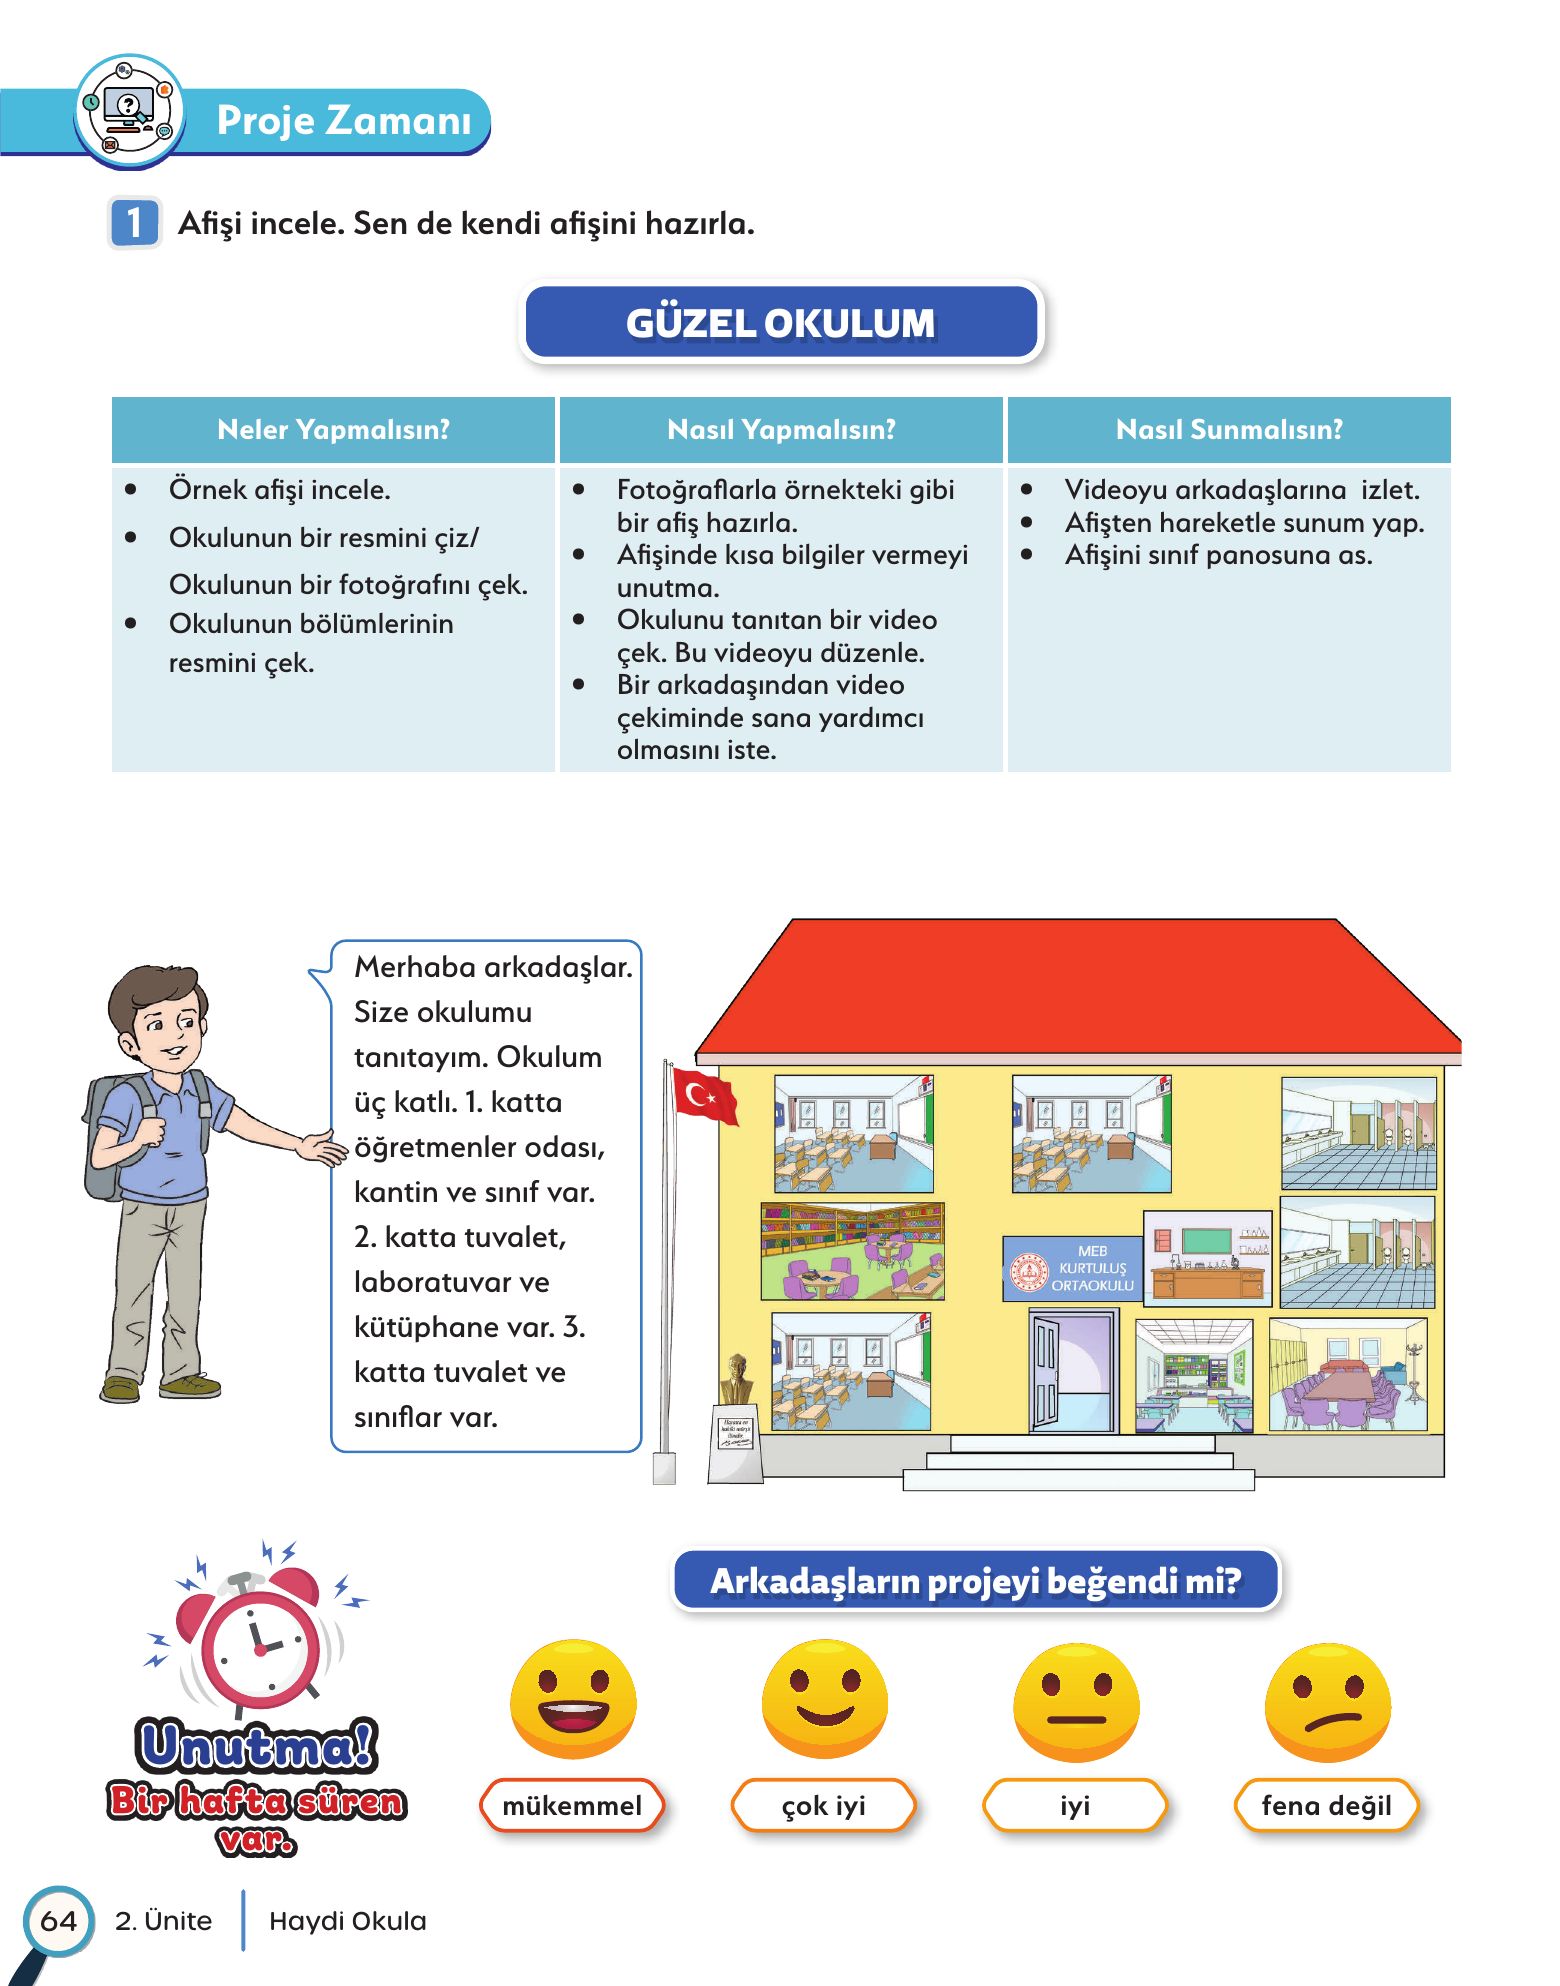 Proje Zamanı
1 Afişi incele. Sen de kendi afişini hazırla.
GÜZEL OKULUM
Neler Yapmalısın?
• Örnek afişi incele.
• Okulunun bir resmini çiz/
Okulunun bir fotoğrafını çek.
• Okulunun bölümlerinin
resmini çek.
Nasıl Yapmalısın?
• Fotoğraflarla örnekteki gibi
bir afiş hazırla.
• Afişinde kısa bilgiler vermeyi
unutma.
• Okulunu tanıtan bir video
çek. Bu videoyu düzenle.
• Bir arkadaşından video
çekiminde sana yardımcı
olmasını iste.
Nasıl Sunmalısın?
• Videoyu arkadaşlarına izlet.
• Afişten hareketle sunum yap.
• Afişini sınıf panosuna as.
Merhaba arkadaşlar.
Size okulumu
tanıtayım. Okulum
üç katlı. 1. katta
öğretmenler odası,
kantin ve sınıf var.
2. katta tuvalet,
laboratuvar ve
kütüphane var. 3.
katta tuvalet ve
sınıflar var.
MEB
KURTULUŞ
ORTAOKULU
Unutma!
Bir hafta süren
var.
Arkadaşların projeyi beğendi mi?
mükemmel
çok iyi
iyi
fena değil
64 2. Ünite Haydi Okula